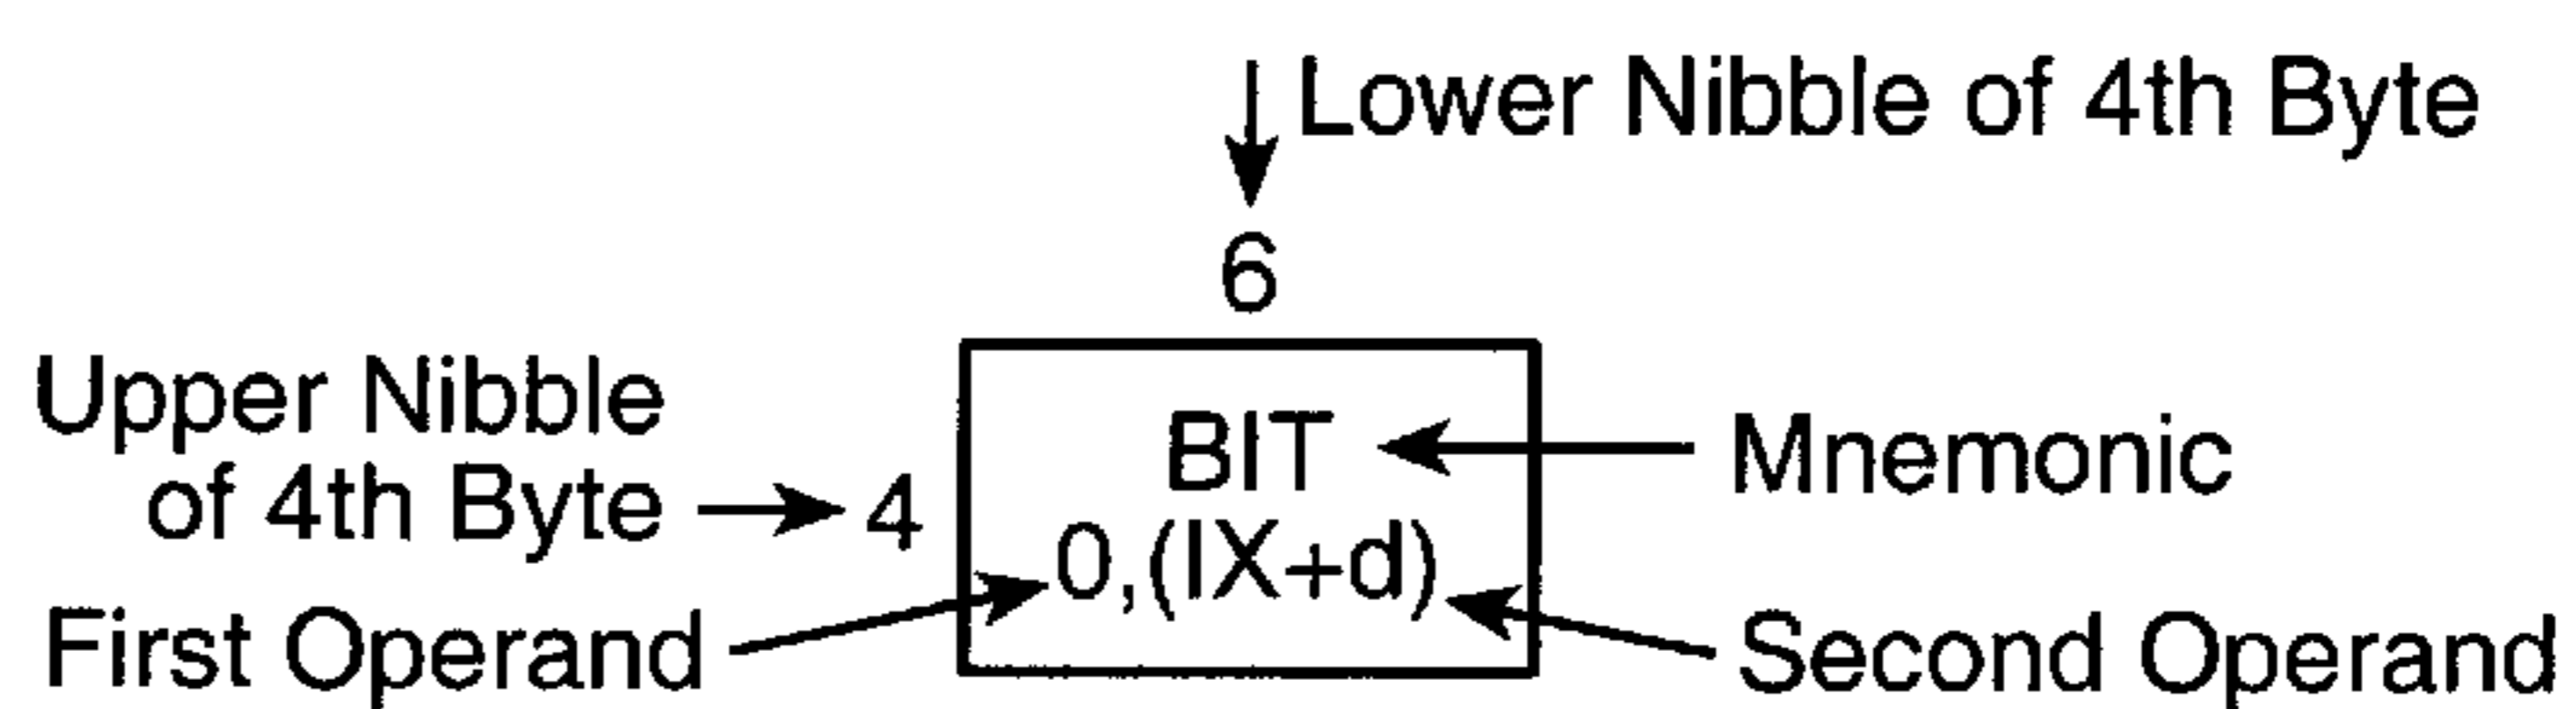 Lower Nibble of 4th Byte
6
Upper Nibble
of 4th Byte
4
BIT
0,(IX+d)
Mnemonic
First Operand
Second Operand